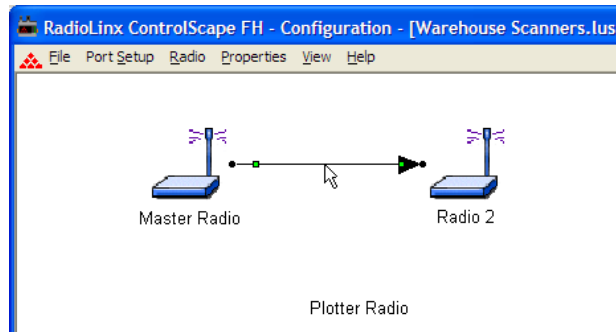 RadioLinx ControlScape FH - Configuration - [Warehouse Scanners.lus
File Port Setup Radio Properties View Help
Master Radio Radio 2
Plotter Radio